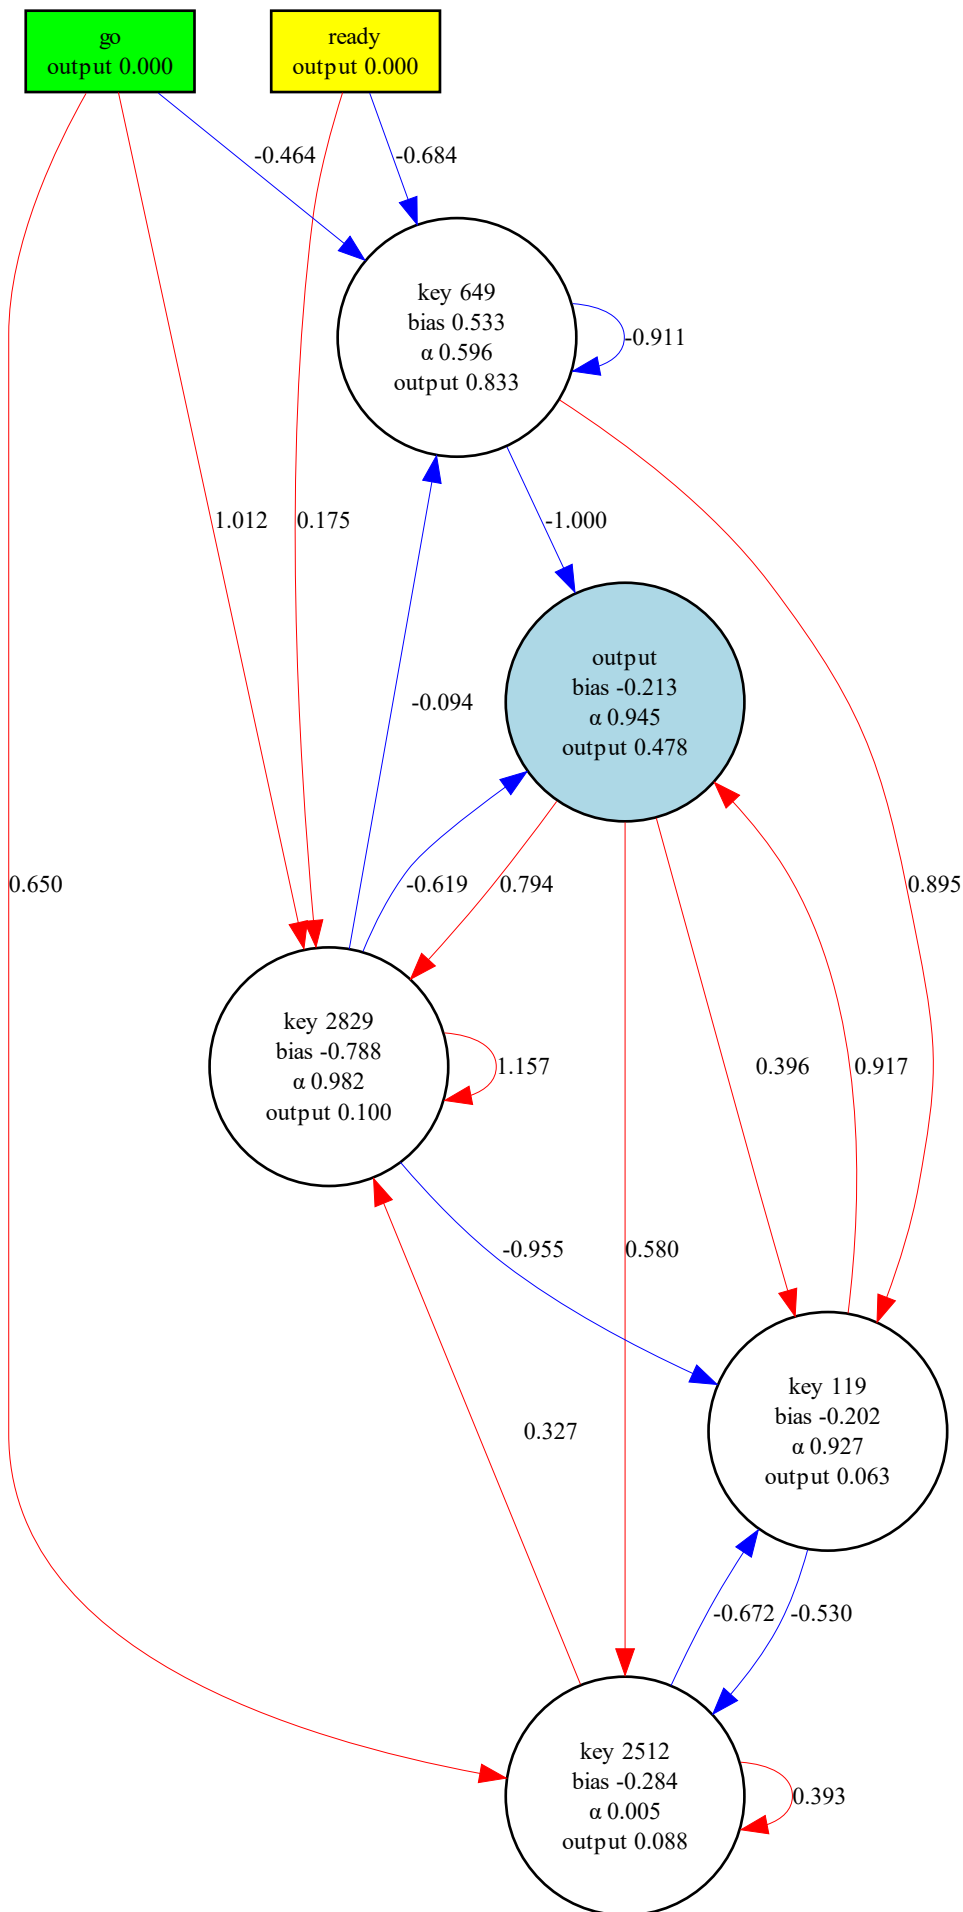 go
output 0.000
ready
output 0.000
-0.464
-0.684
key 649
bias 0.533
α 0.596
output 0.833
-0.911
1.012
0.175
-1.000
output
bias -0.213
α 0.945
output 0.478
-0.094
0.650
-0.619
0.794
0.895
key 2829
bias -0.788
α 0.982
output 0.100
1.157
0.396
0.917
-0.955
0.580
key 119
bias -0.202
α 0.927
output 0.063
0.327
-0.672
-0.530
key 2512
bias -0.284
α 0.005
output 0.088
0.393